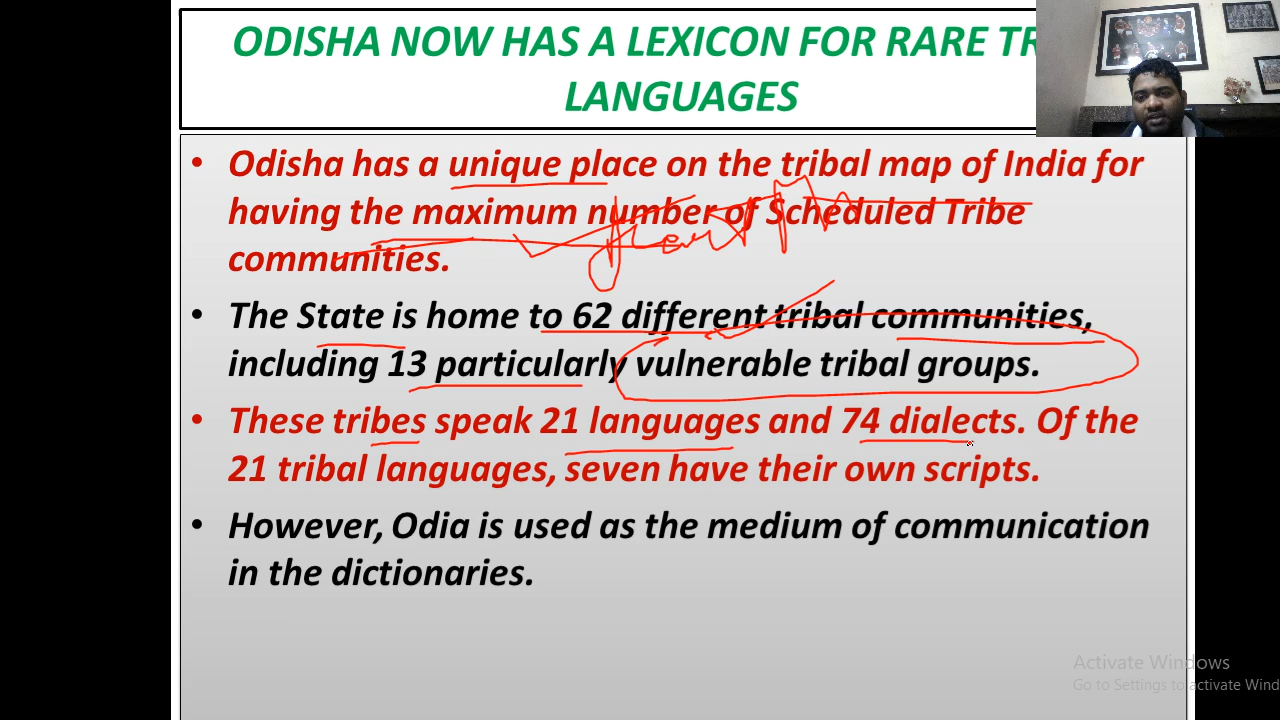 ODISHA NOW HAS A LEXICON FOR RARE
LANGUAGES
• Odisha has a unique place on the tribal map of India for
having the maximum number of Scheduled Tribe
communities.
• The State is home to 62 different tribal communities,
including 13 particularly vulnerable tribal groups.
• These tribes speak 21 languages and 74 dialects. Of the
21 tribal languages, seven have their own scripts.
• However, Odia is used as the medium of communication
in the dictionaries.
Activate Windows
Go to Settings to activate Wind